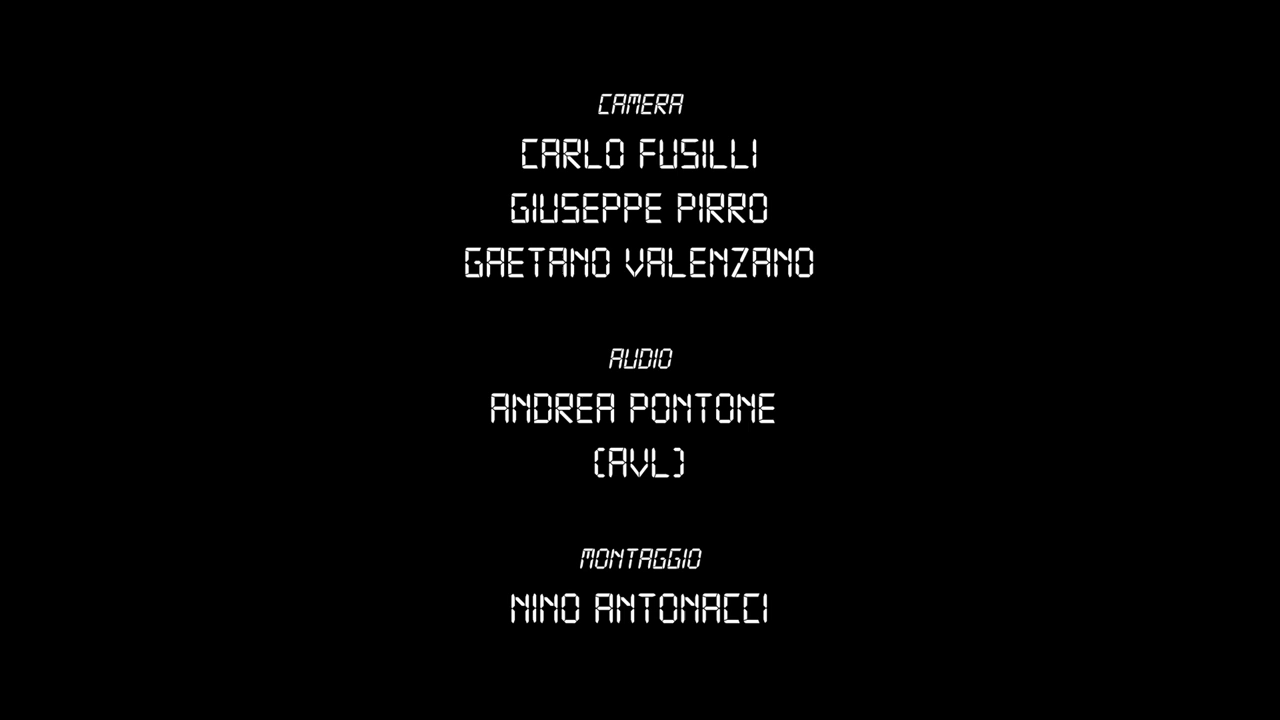 CAMERA
CARLO FUSILLI
GIUSEPPE PIRRO
GAETANO VALENZANO
AUDIO
ANDREA PONTONE
(AVL)
MONTAGGIO
NINO ANTONACCI